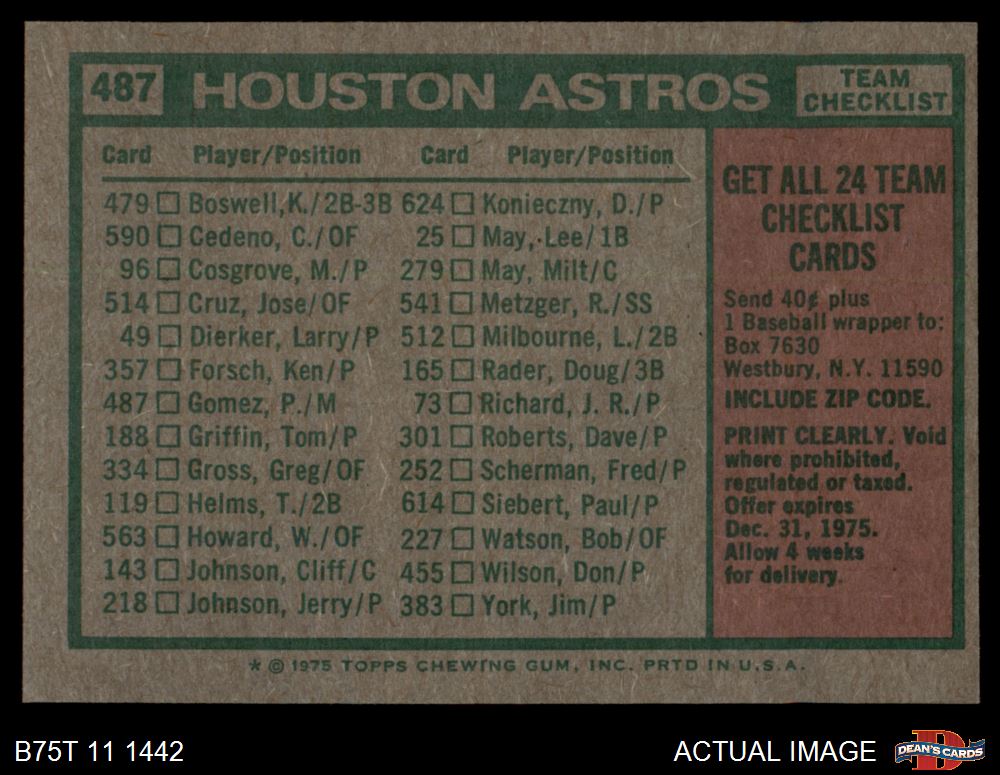 487 HOUSTON ASTROS TEAM CHECKLIST
Card Player/Position Card Player/Position
479 Boswell,K./2B-3B 624 Konieczny, D./P
590 Cedeno, C./OF 25 May, Lee/1B
96 Cosgrove, M./P 279 May, Milt/C
514 Cruz, Jose/OF 541 Metzger, R./SS
49 Dierker, Larry/P 512 Milbourne, L./2B
357 Forsch, Ken/P 165 Rader, Doug/3B
487 Gomez, P./M 73 Richard, J. R./P
188 Griffin, Tom/P 301 Roberts, Dave/P
334 Gross, Greg/OF 252 Scherman, Fred/P
119 Helms, T./2B 614 Siebert, Paul/P
563 Howard, W./OF 227 Watson, Bob/OF
143 Johnson, Cliff/C 455 Wilson, Don/P
218 Johnson, Jerry/P 383 York, Jim/P
GET ALL 24 TEAM
CHECKLIST
CARDS
Send 40¢ plus
1 Baseball wrapper to:
Box 7630
Westbury, N.Y. 11590
INCLUDE ZIP CODE.
PRINT CLEARLY. Void
where prohibited,
regulated or taxed.
Offer expires
Dec. 31, 1975.
Allow 4 weeks
for delivery.
* © 1975 TOPPS CHEWING GUM, INC. PRTD IN U.S.A.
B75T 11 1442 ACTUAL IMAGE DEAN'S CARDS